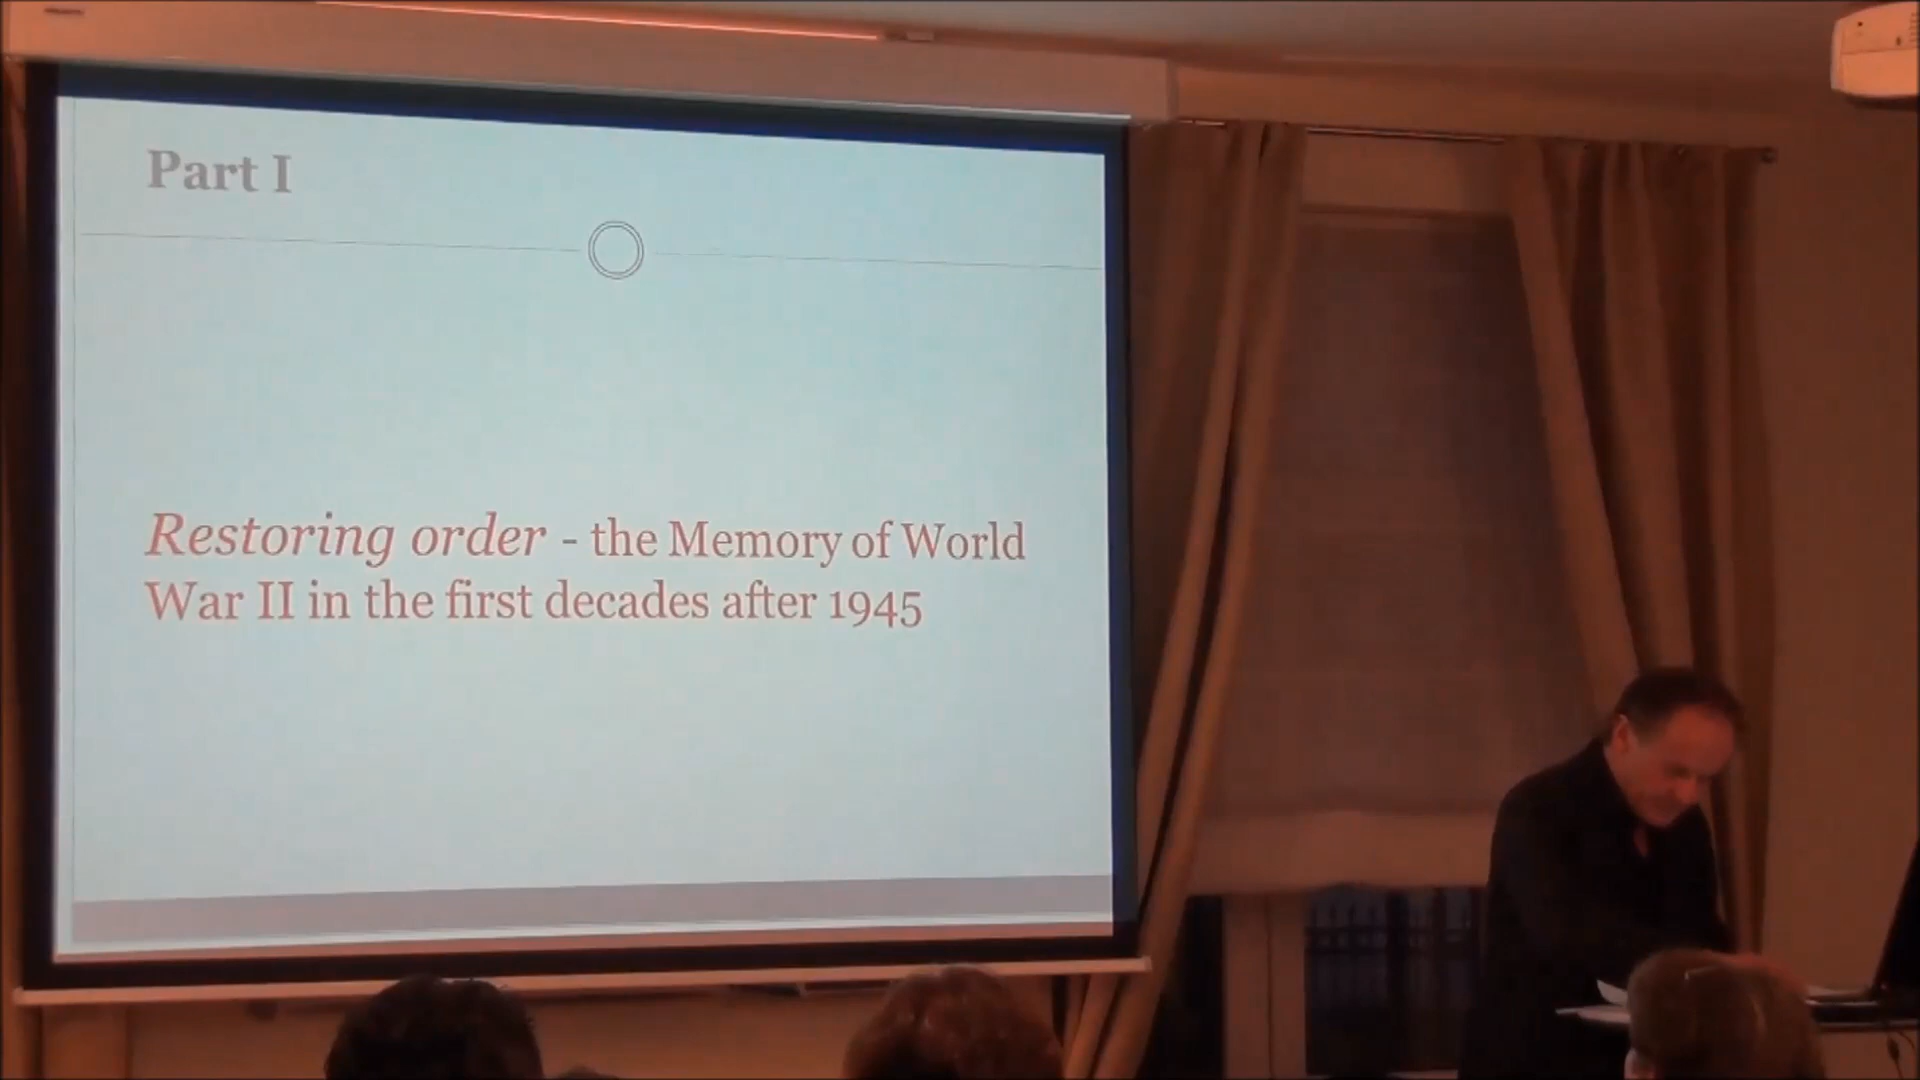 Part I
Restoring order - the Memory of World
War II in the first decades after 1945